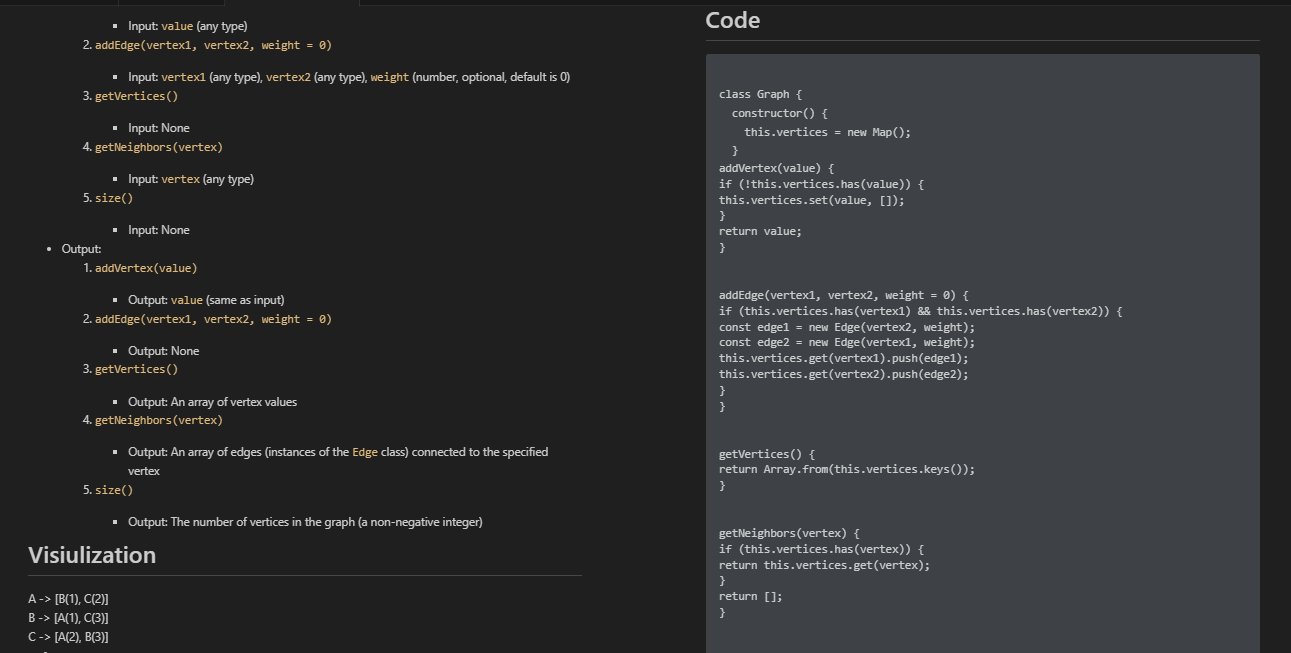 ▪ Input: value (any type)
2. addEdge(vertex1, vertex2, weight = 0)
▪ Input: vertex1 (any type), vertex2 (any type), weight (number, optional, default is 0)
3. getVertices()
▪ Input: None
4. getNeighbors(vertex)
▪ Input: vertex (any type)
5. size()
▪ Input: None
• Output:
1. addVertex(value)
▪ Output: value (same as input)
2. addEdge(vertex1, vertex2, weight = 0)
▪ Output: None
3. getVertices()
▪ Output: An array of vertex values
4. getNeighbors(vertex)
▪ Output: An array of edges (instances of the Edge class) connected to the specified
vertex
5. size()
▪ Output: The number of vertices in the graph (a non-negative integer)
Visiulization
A -> [B(1), C(2)]
B -> [A(1), C(3)]
C -> [A(2), B(3)]
Code
class Graph {
constructor() {
this.vertices = new Map();
}
addVertex(value) {
if (!this.vertices.has(value)) {
this.vertices.set(value, []);
}
return value;
}
addEdge(vertex1, vertex2, weight = 0) {
if (this.vertices.has(vertex1) && this.vertices.has(vertex2)) {
const edge1 = new Edge(vertex2, weight);
const edge2 = new Edge(vertex1, weight);
this.vertices.get(vertex1).push(edge1);
this.vertices.get(vertex2).push(edge2);
}
}
getVertices() {
return Array.from(this.vertices.keys());
}
getNeighbors(vertex) {
if (this.vertices.has(vertex)) {
return this.vertices.get(vertex);
}
return [];
}